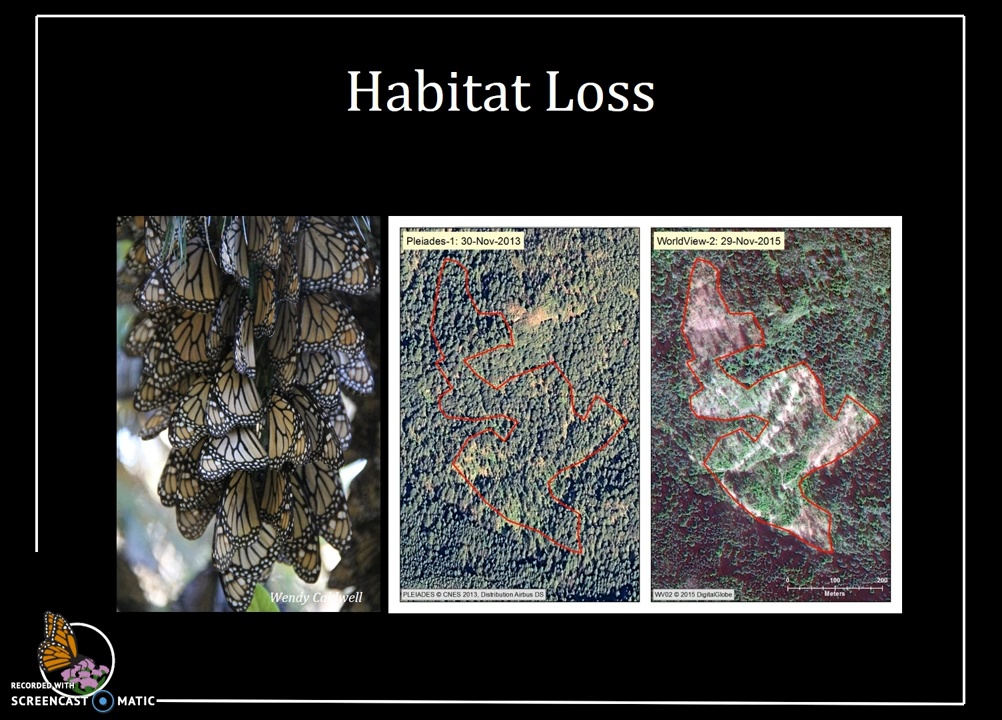 Habitat Loss
Pleiades-1: 30-Nov-2013
WorldView-2: 29-Nov-2015
Wendy Caldwell
PLEIADES © CNES 2013, Distribution Airbus DS
WV02 © 2015 DigitalGlobe
0 100 200
Meters
RECORDED WITH
SCREENCAST MATIC